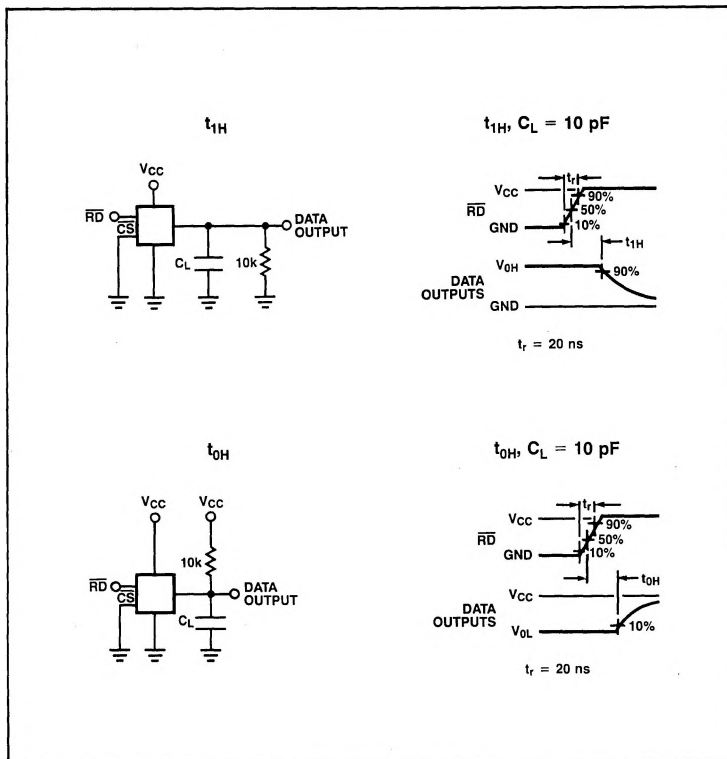 t1H
VCC
RD
CS
CL
10k
DATA OUTPUT
t1H, CL = 10 pF
tr
VCC
RD
GND
90%
50%
10%
t1H
VOH
DATA OUTPUTS
GND
90%
tr = 20 ns
t0H
VCC
VCC
10k
RD
CS
DATA OUTPUT
CL
t0H, CL = 10 pF
tr
VCC
RD
GND
90%
50%
10%
t0H
VCC
DATA OUTPUTS
VOL
10%
tr = 20 ns